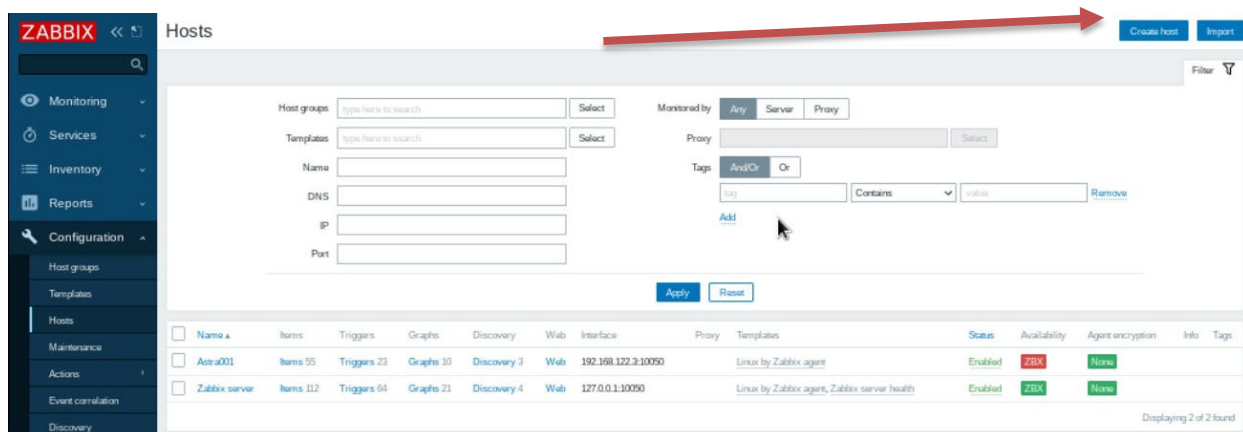 ZABBIX
Hosts
Create host
Import
Filter
Monitoring
Services
Inventory
Reports
Configuration
Host groups
Templates
Hosts
Maintenance
Actions
Event correlation
Discovery
Host groups type here to search Select
Templates type here to search Select
Name
DNS
IP
Port
Monitored by Any Server Proxy
Proxy Select
Tags And/Or Or
tag Contains value Remove
Add
Apply Reset
Name Items Triggers Graphs Discovery Web Interface Proxy Templates Status Availability Agent encryption Info Tags
Astra001 Items 55 Triggers 23 Graphs 10 Discovery 3 Web 192.168.122.3:10050 Linux by Zabbix agent Enabled ZBX None
Zabbix server Items 112 Triggers 64 Graphs 21 Discovery 4 Web 127.0.0.1:10050 Linux by Zabbix agent, Zabbix server health Enabled ZBX None
Displaying 2 of 2 found